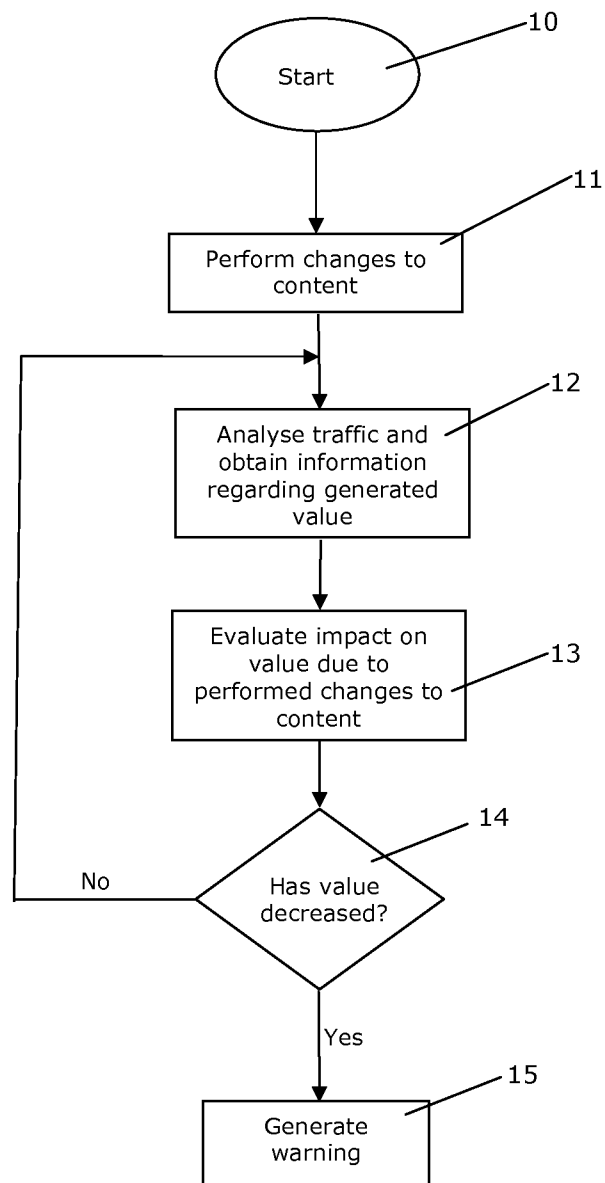 10
Start
11
Perform changes to
content
12
Analyse traffic and
obtain information
regarding generated
value
Evaluate impact on
value due to
performed changes to
content
13
14
Has value
decreased?
No
Yes
15
Generate
warning